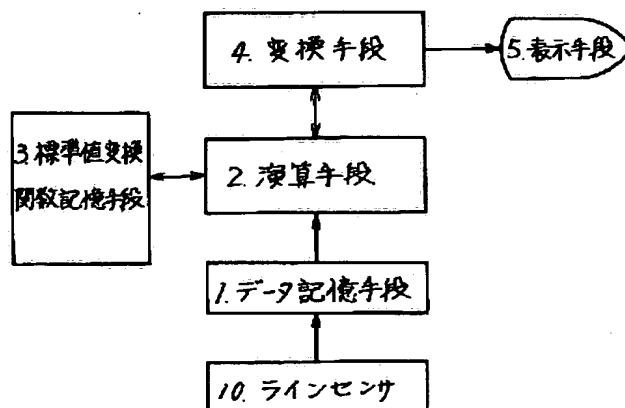 4. 変換手段
5.表示手段
3.標準値変換
関数記憶手段
2.演算手段
1.データ記憶手段
10.ラインセンサ